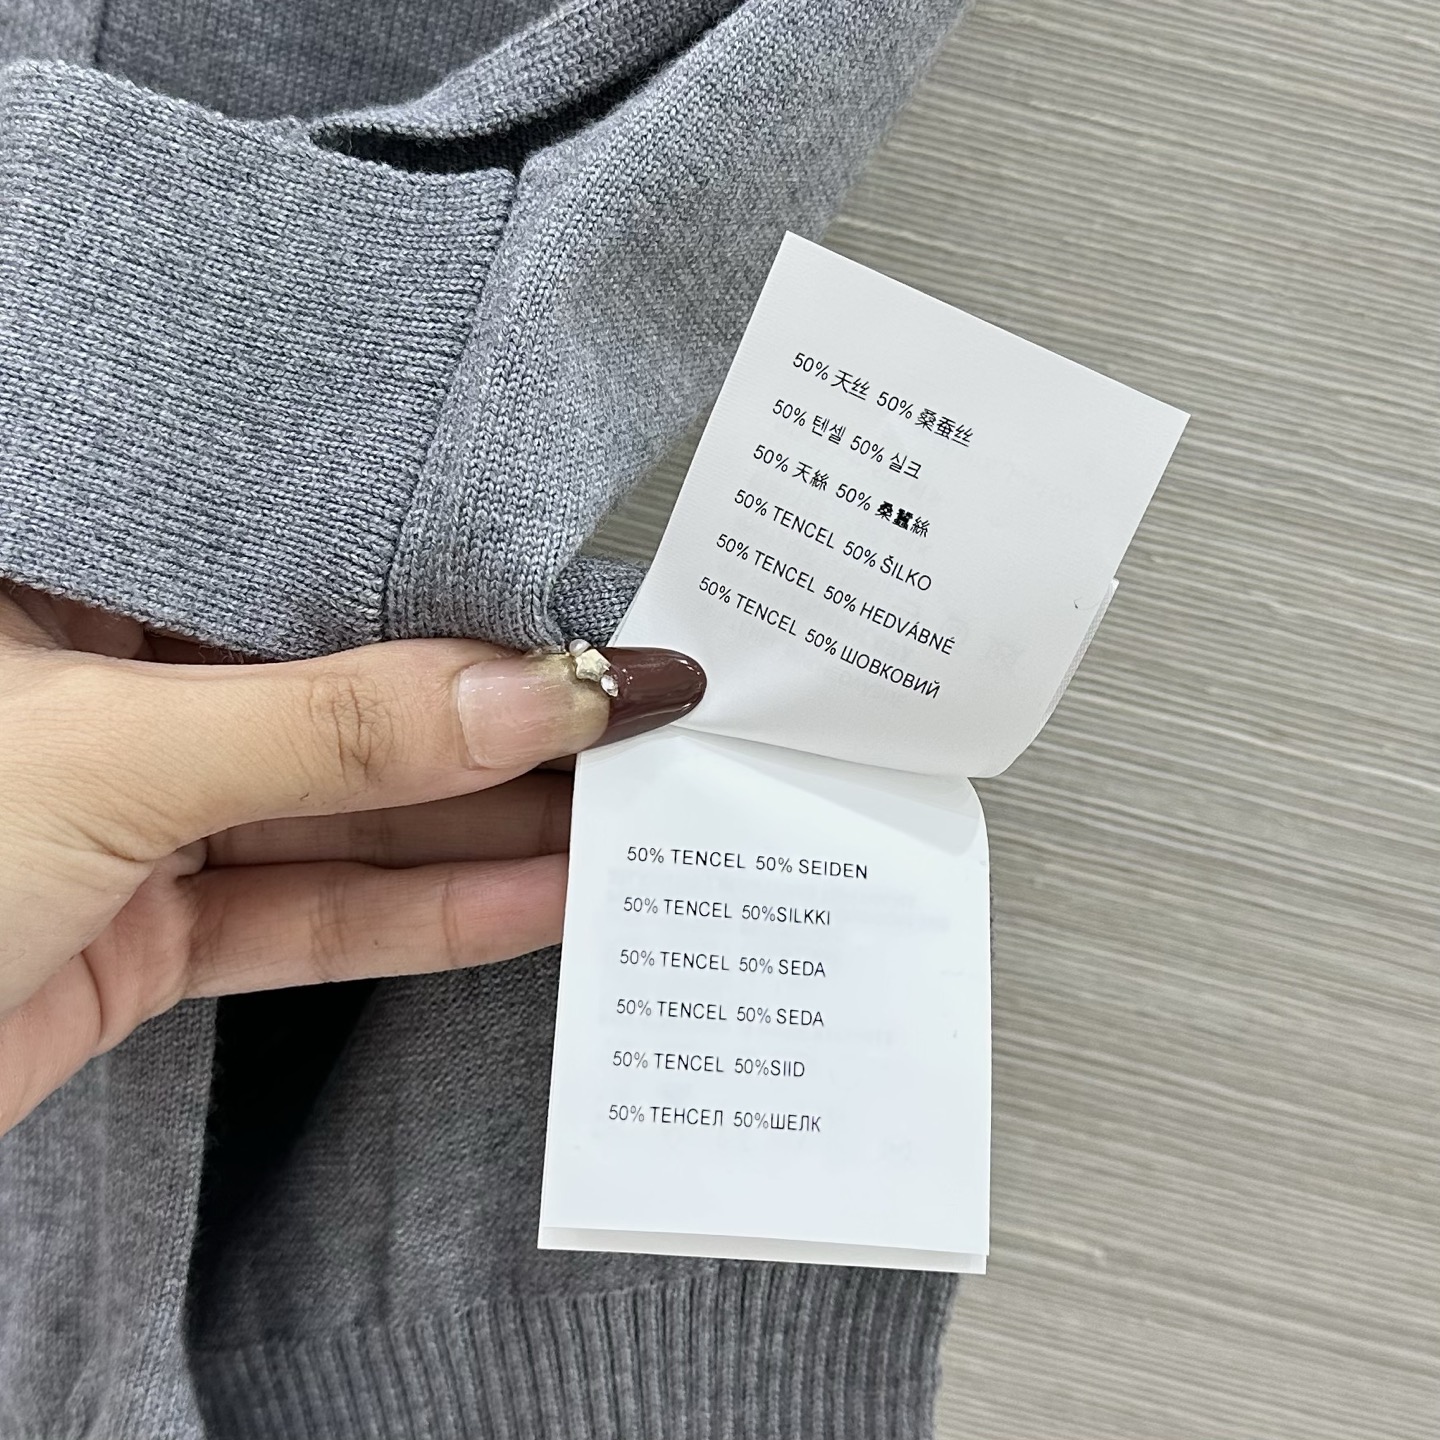 50% 天丝 50% 桑蚕丝
50% 텐셀 50% 실크
50% 天絲 50% 桑蠶絲
50% TENCEL 50% ŠILKO
50% TENCEL 50% HEDVÁBNÉ
50% TENCEL 50% ШОВКОВИЙ
50% TENCEL 50% SEIDEN
50% TENCEL 50%SILKKI
50% TENCEL 50% SEDA
50% TENCEL 50% SEDA
50% TENCEL 50%SIID
50% ТЕНСЕЛ 50%ШЕЛК